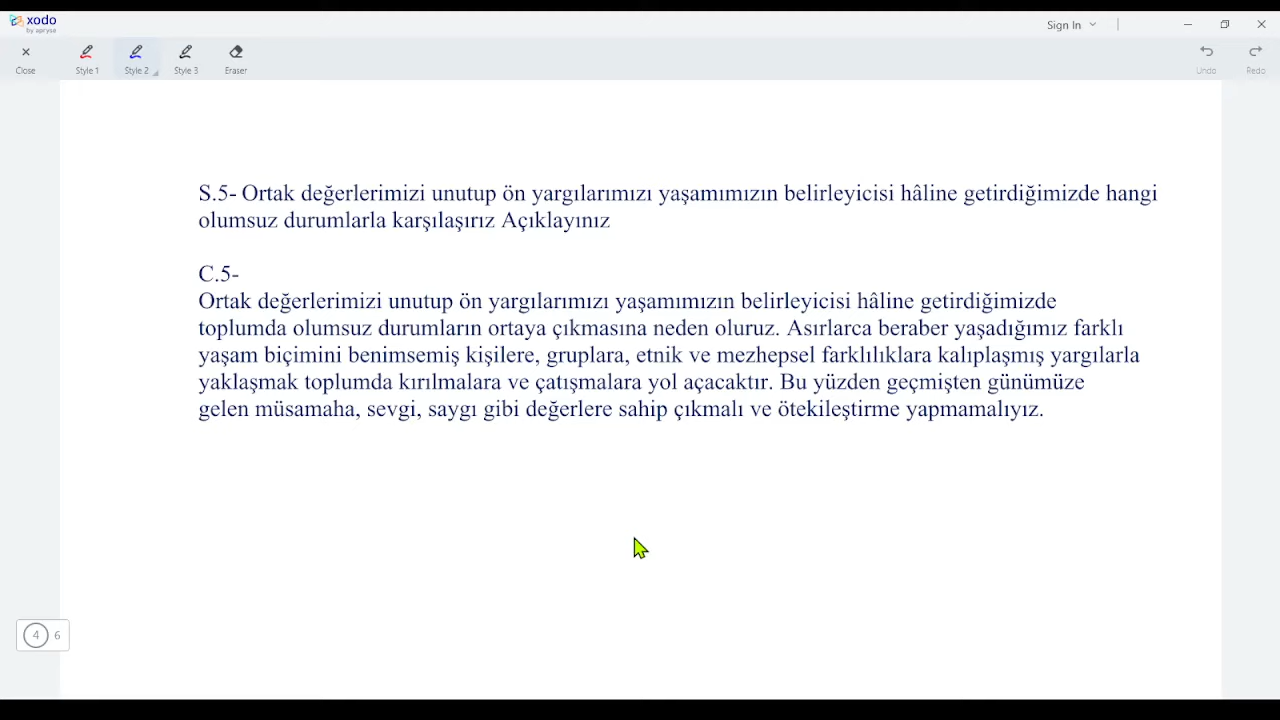 xodo
by apryse
Sign In
Close
Style 1
Style 2
Style 3
Eraser
Undo
Redo
S.5- Ortak değerlerimizi unutup ön yargılarımızı yaşamımızın belirleyicisi hâline getirdiğimizde hangi
olumsuz durumlarla karşılaşırız Açıklayınız
C.5-
Ortak değerlerimizi unutup ön yargılarımızı yaşamımızın belirleyicisi hâline getirdiğimizde
toplumda olumsuz durumların ortaya çıkmasına neden oluruz. Asırlarca beraber yaşadığımız farklı
yaşam biçimini benimsemiş kişilere, gruplara, etnik ve mezhepsel farklılıklara kalıplaşmış yargılarla
yaklaşmak toplumda kırılmalara ve çatışmalara yol açacaktır. Bu yüzden geçmişten günümüze
gelen müsamaha, sevgi, saygı gibi değerlere sahip çıkmalı ve ötekileştirme yapmamalıyız.
4 6